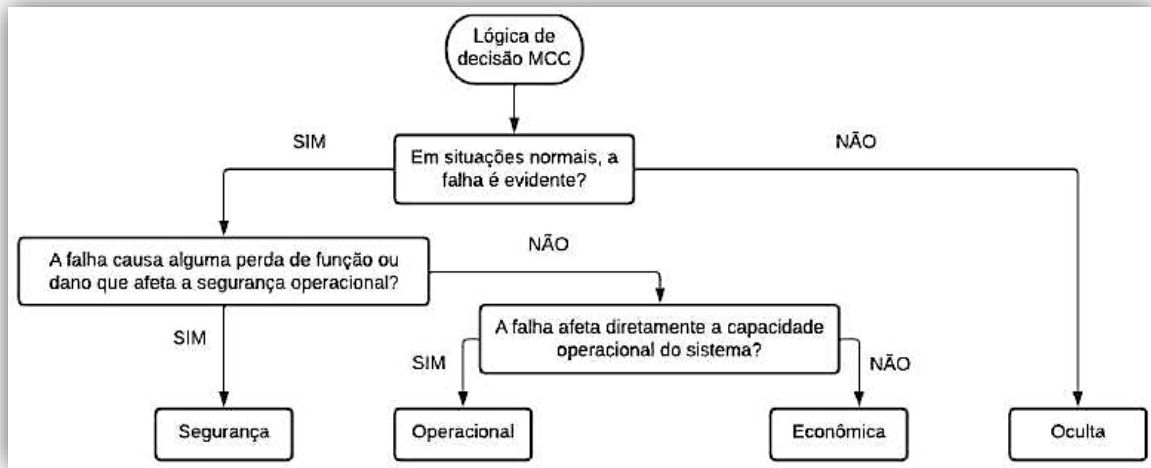 Lógica de
decisão MCC
SIM
NÃO
Em situações normais, a
falha é evidente?
A falha causa alguma perda de função ou
dano que afeta a segurança operacional?
NÃO
A falha afeta diretamente a capacidade
operacional do sistema?
SIM
SIM
NÃO
Segurança
Operacional
Econômica
Oculta